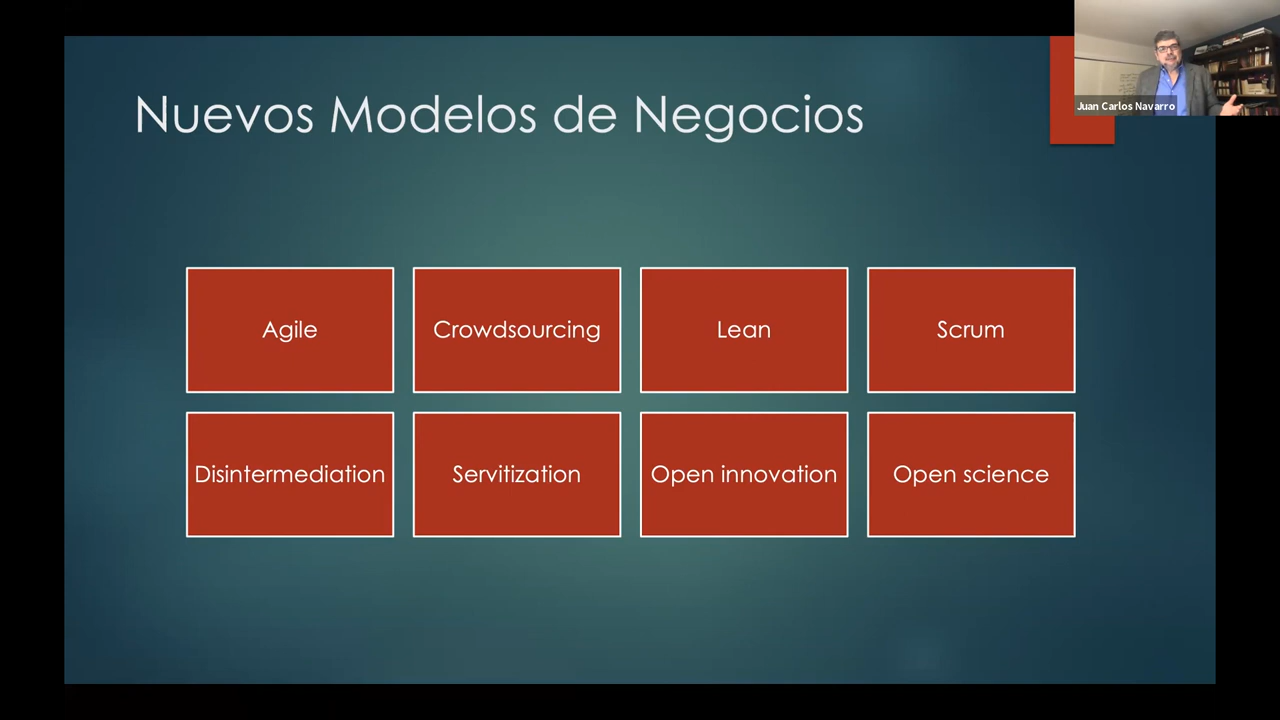 Nuevos Modelos de Negocios
Juan Carlos Navarro
Agile
Crowdsourcing
Lean
Scrum
Disintermediation
Servitization
Open innovation
Open science